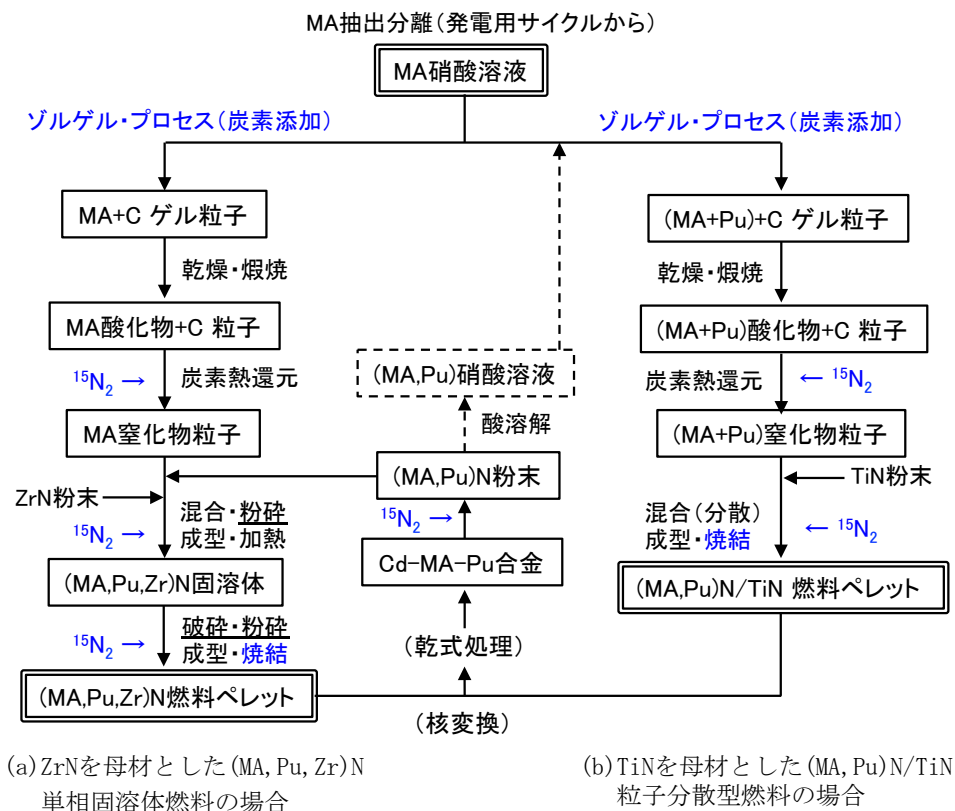 MA抽出分離（発電用サイクルから）
MA硝酸溶液
ゾルゲル・プロセス（炭素添加）
ゾルゲル・プロセス（炭素添加）
MA+C ゲル粒子
乾燥・煆焼
MA酸化物+C 粒子
¹⁵N₂ →
炭素熱還元
MA窒化物粒子
ZrN粉末
¹⁵N₂ →
混合・粉砕
成型・加熱
(MA,Pu,Zr)N固溶体
¹⁵N₂ →
破砕・粉砕
成型・焼結
(MA,Pu,Zr)N燃料ペレット
(MA,Pu)硝酸溶液
酸溶解
(MA,Pu)N粉末
¹⁵N₂ →
Cd-MA-Pu合金
（乾式処理）
（核変換）
(MA+Pu)+C ゲル粒子
乾燥・煆焼
(MA+Pu)酸化物+C 粒子
炭素熱還元
← ¹⁵N₂
(MA+Pu)窒化物粒子
TiN粉末
混合（分散）
成型・焼結
← ¹⁵N₂
(MA,Pu)N/TiN 燃料ペレット
(a)ZrNを母材とした(MA,Pu,Zr)N
単相固溶体燃料の場合
(b)TiNを母材とした(MA,Pu)N/TiN
粒子分散型燃料の場合